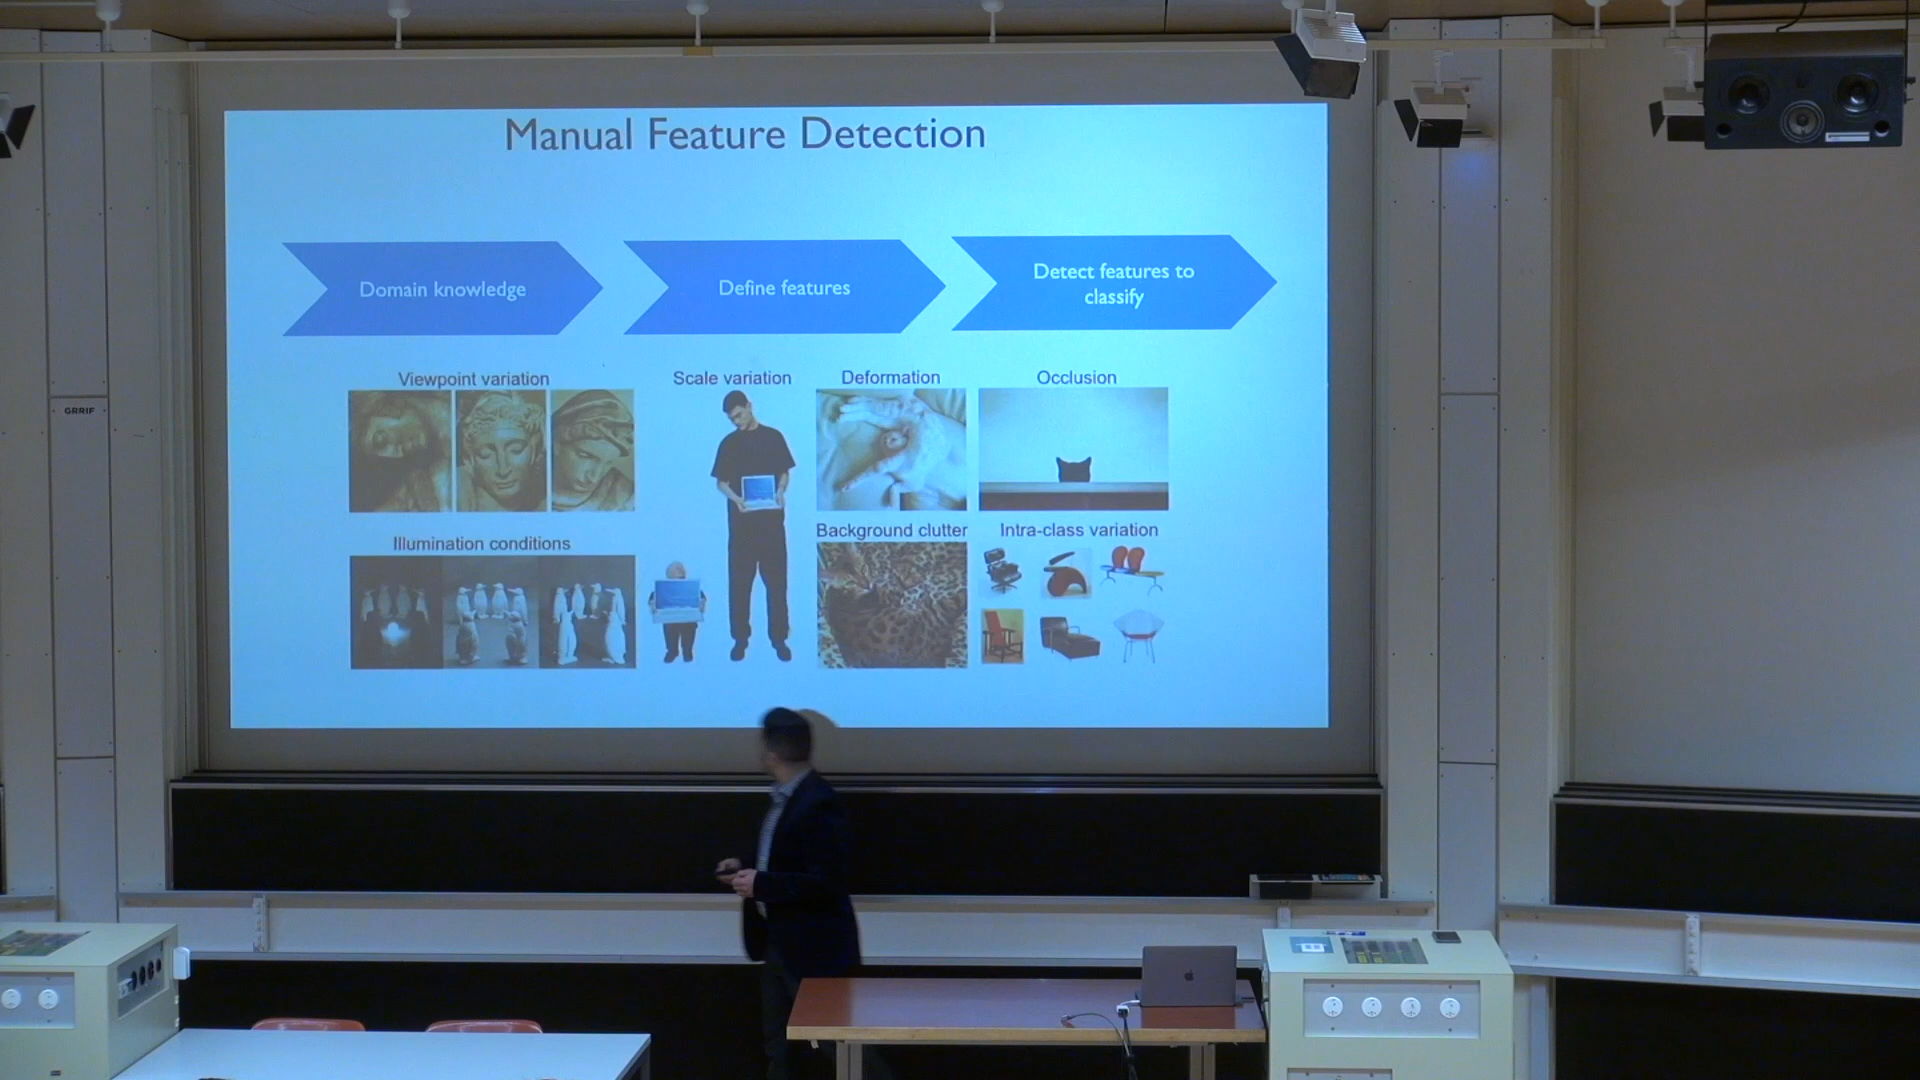 Manual Feature Detection
Domain knowledge
Define features
Detect features to
classify
Viewpoint variation
Scale variation
Deformation
Occlusion
Illumination conditions
Background clutter
Intra-class variation
GRRIF